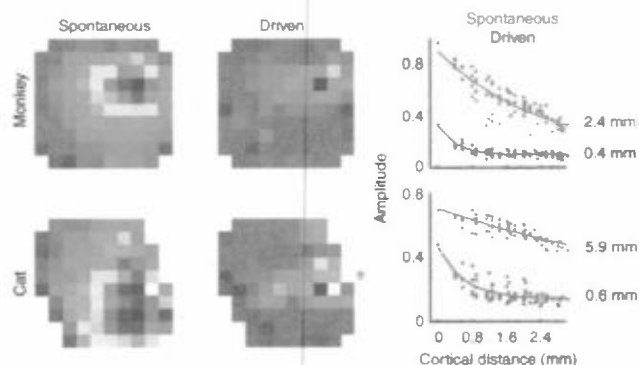 Spontaneous
Driven
Spontaneous
Driven
Monkey
Cat
Amplitude
0.8
0.4
0
2.4 mm
0.4 mm
0.8
0.4
0
5.9 mm
0.6 mm
0 0.8 1.6 2.4
Cortical distance (mm)